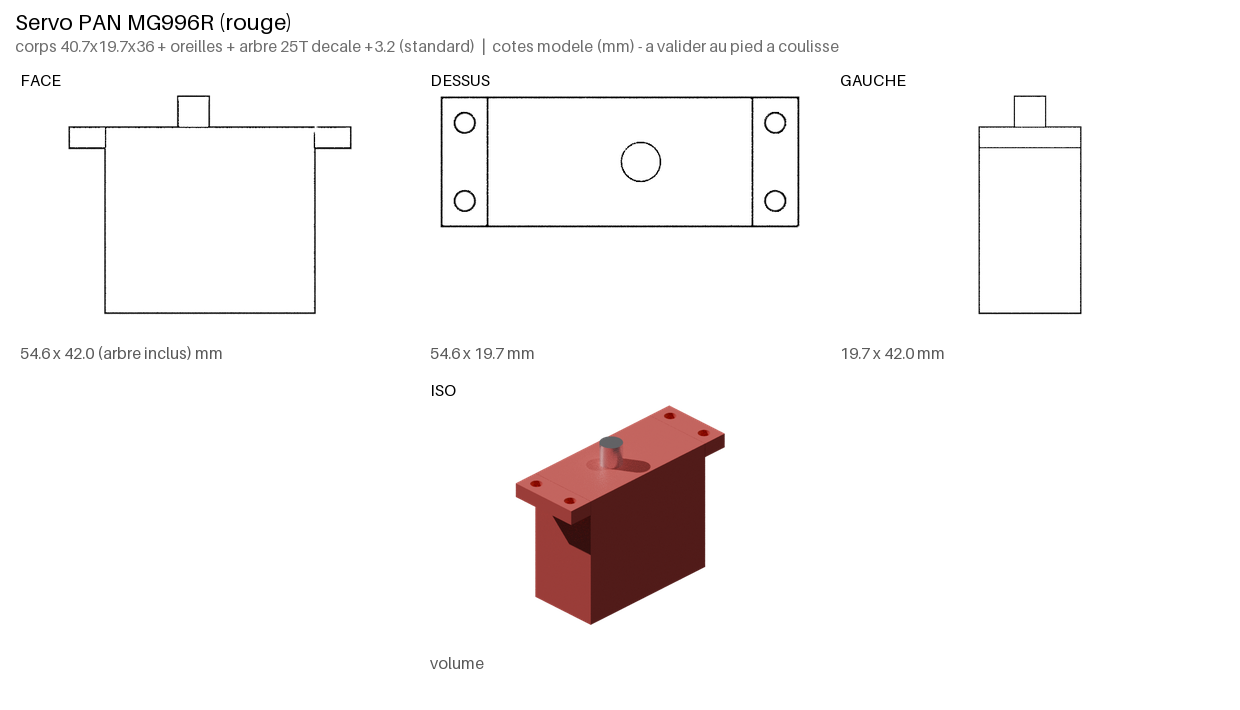 Servo PAN MG996R (rouge)
corps 40.7x19.7x36 + oreilles + arbre 25T decale +3.2 (standard) | cotes modele (mm) - a valider au pied a coulisse
FACE
DESSUS
GAUCHE
54.6 x 42.0 (arbre inclus) mm
54.6 x 19.7 mm
19.7 x 42.0 mm
ISO
volume